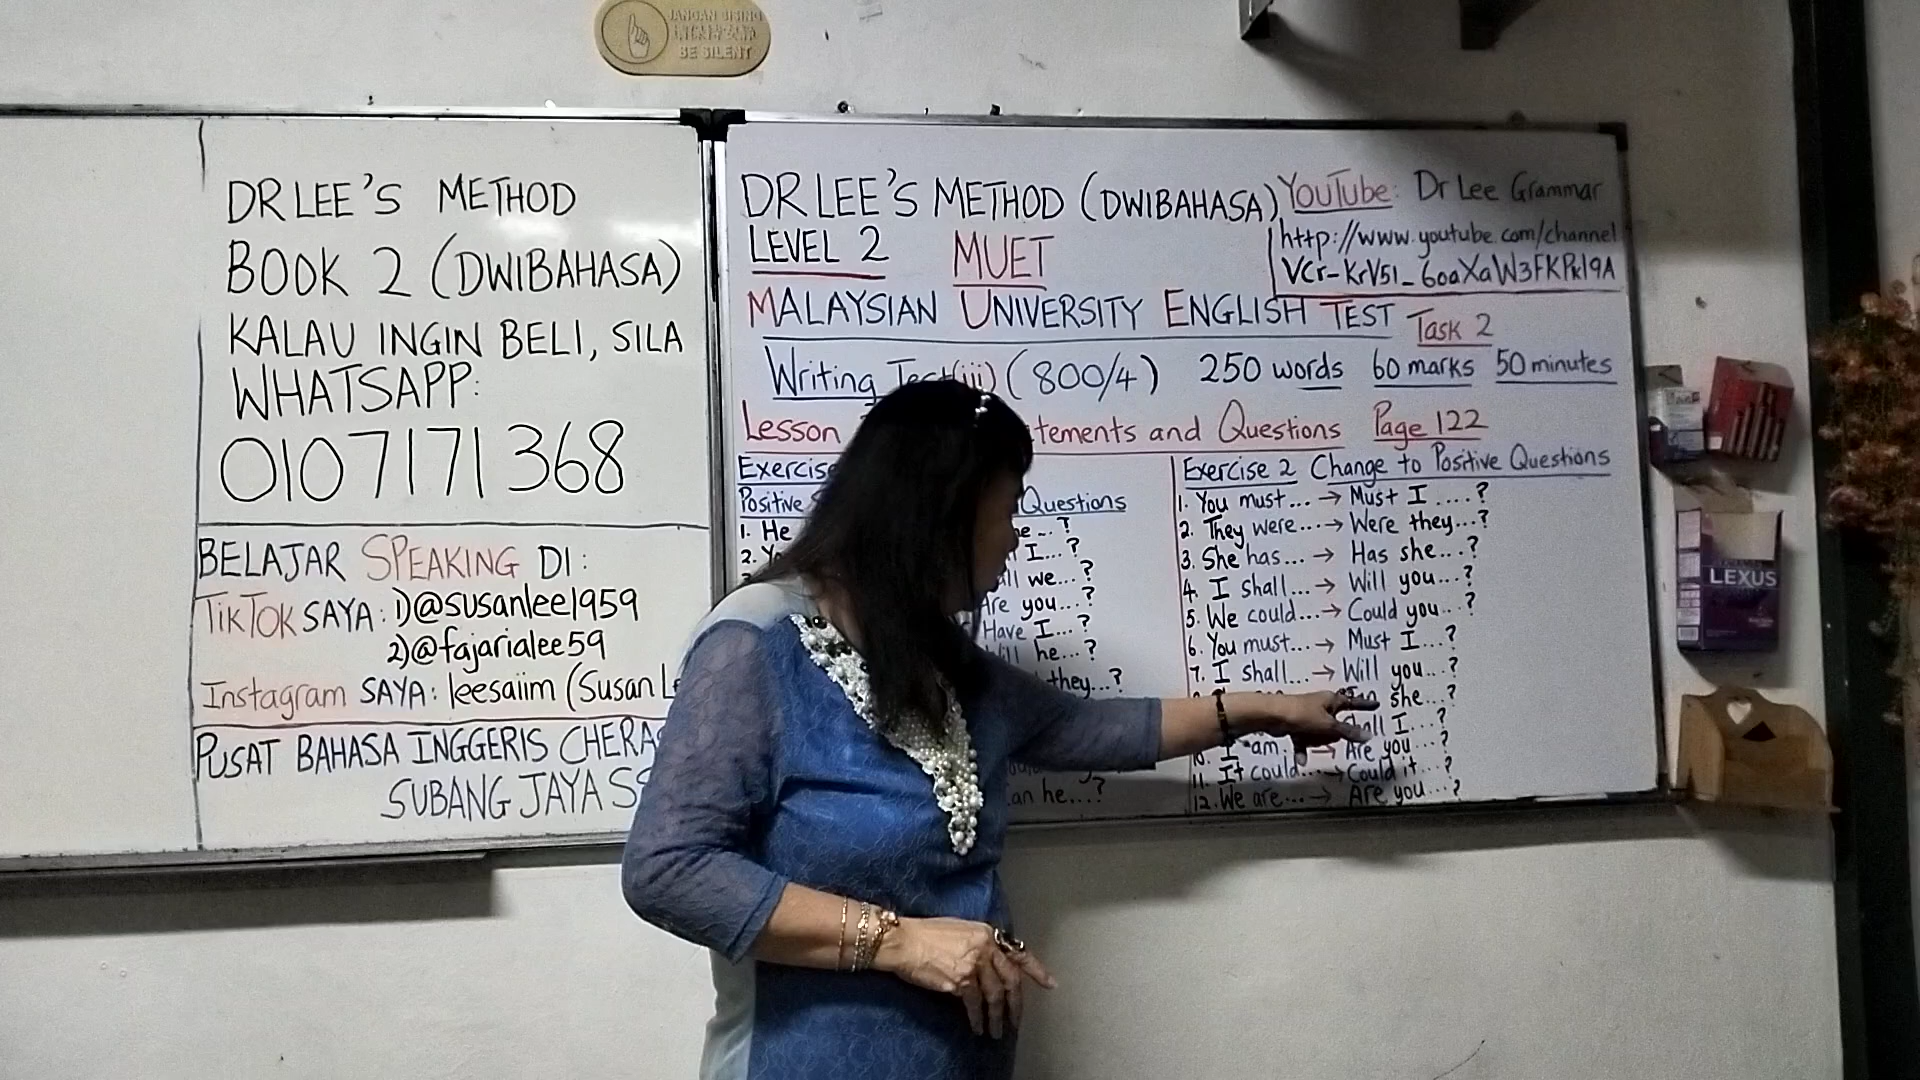 JANGAN BISING
BE SILENT
DR LEE'S METHOD
BOOK 2 (DWIBAHASA)
KALAU INGIN BELI, SILA
WHATSAPP:
0107171368
BELAJAR SPEAKING DI:
TIKTOK SAYA: 1)@susanlee1959
2)@fajarialee59
Instagram SAYA: leesaiim (Susan
PUSAT BAHASA INGGERIS CHERAS
SUBANG JAYA
DR LEE'S METHOD (DWIBAHASA)
LEVEL 2 MUET
YouTube: Dr Lee Grammar
http://www.youtube.com/channel
VCr-KrV51_6oaXaW3FKPkl9A
MALAYSIAN UNIVERSITY ENGLISH TEST Task 2
Writing Test(iii) (800/4) 250 words 60 marks 50 minutes
Lesson tements and Questions Page 122
Exercise
Positive Questions
1. He
2.
I...?
we...?
Are you...?
Have I...?
he...?
they...?
he...?
Exercise 2 Change to Positive Questions
1. You must... → Must I ....?
2. They were... → Were they...?
3. She has... → Has she...?
4. I shall... → Will you...?
5. We could... → Could you...?
6. You must... → Must I...?
7. I shall... → Will you...?
she...?
Shall I...?
10. I am. → Are you...?
11. It could... → Could it...?
12. We are... → Are you...?
LEXUS